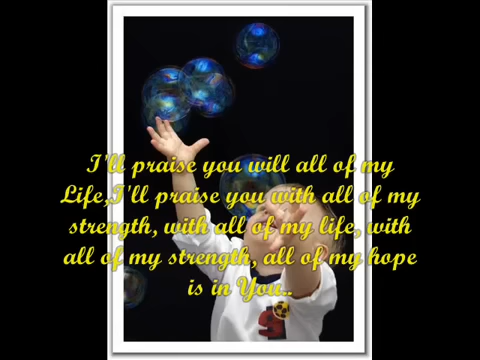 I'll praise you will all of my
Life,I'll praise you with all of my
strength, with all of my life, with
all of my strength, all of my hope
is in You..